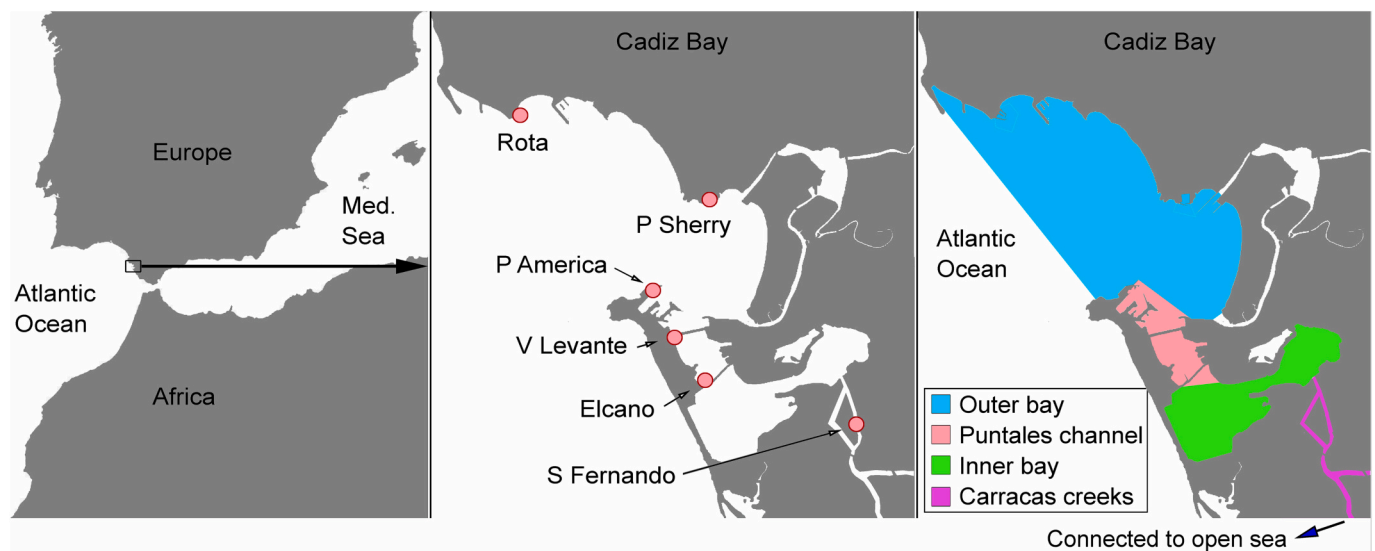 Europe
Med.
Sea
Atlantic
Ocean
Africa
Cadiz Bay
Rota
P Sherry
P America
V Levante
Elcano
S Fernando
Cadiz Bay
Atlantic
Ocean
Outer bay
Puntales channel
Inner bay
Carracas creeks
Connected to open sea